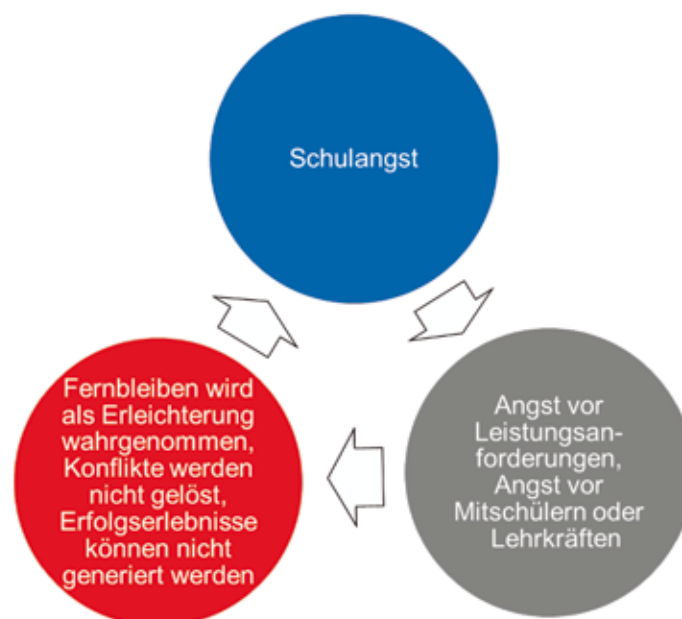 Schulangst
Angst vor
Leistungsan-
forderungen,
Angst vor
Mitschülern oder
Lehrkräften
Fernbleiben wird
als Erleichterung
wahrgenommen,
Konflikte werden
nicht gelöst,
Erfolgserlebnisse
können nicht
generiert werden